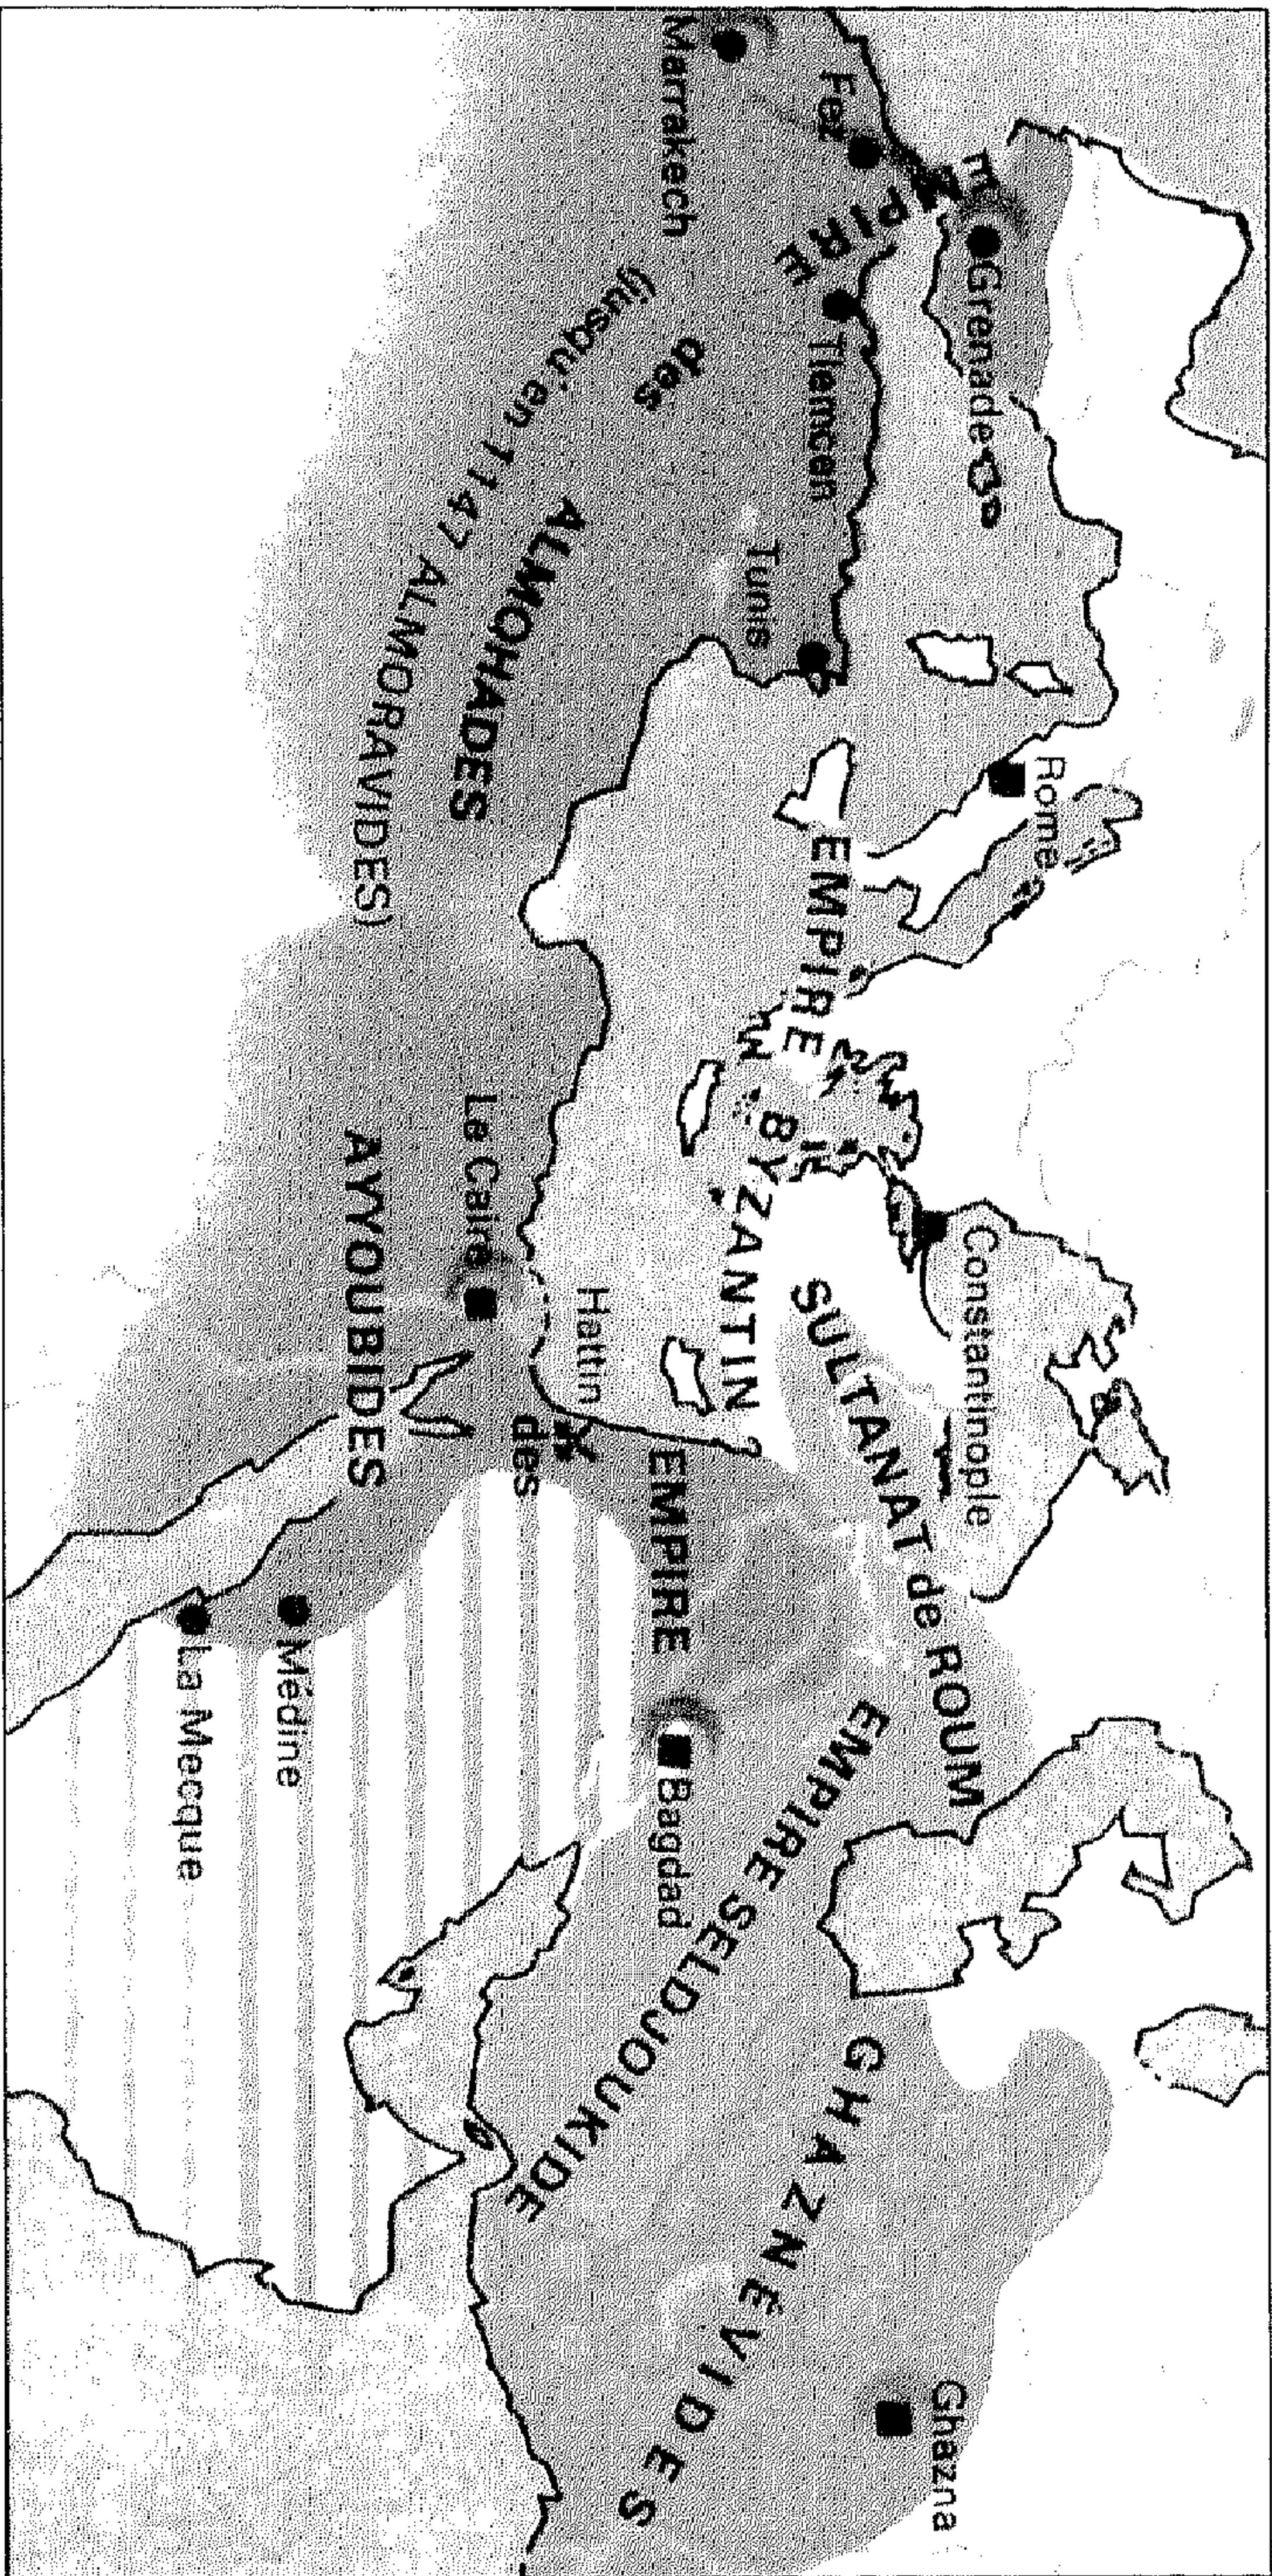 Marrakech
Fez
EMPIRE
des
ALMOHADES
(jusqu'en 1147 ALMORAVIDES)
Grenade
Tlemcen
Tunis
Rome
EMPIRE BYZANTIN
Constantinople
SULTANAT de ROUM
Le Caire
Hattin
EMPIRE
des
AYYOUBIDES
Médine
La Mecque
Bagdad
EMPIRE SELDJOUKIDE
GHAZNÉVIDES
Ghazna